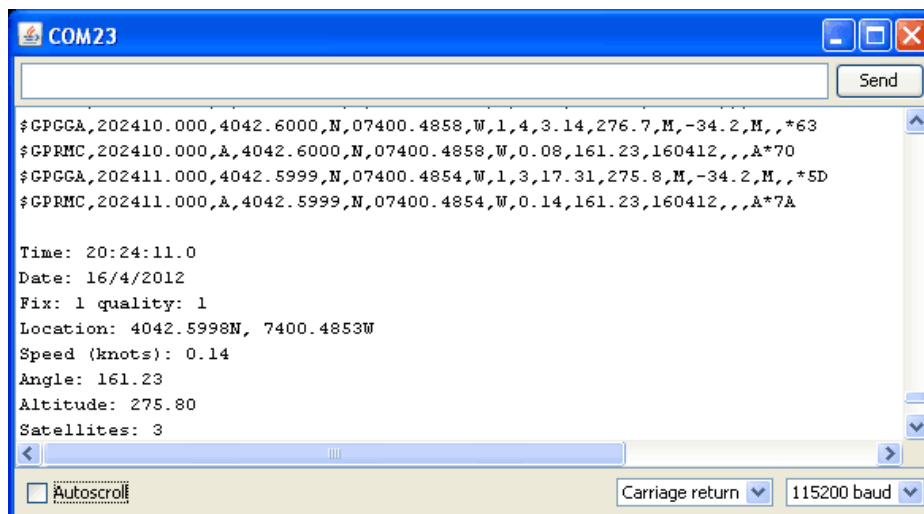 COM23
Send
$GPGGA,202410.000,4042.6000,N,07400.4858,W,1,4,3.14,276.7,M,-34.2,M,,*63
$GPRMC,202410.000,A,4042.6000,N,07400.4858,W,0.08,161.23,160412,,,A*70
$GPGGA,202411.000,4042.5999,N,07400.4854,W,1,3,17.31,275.8,M,-34.2,M,,*5D
$GPRMC,202411.000,A,4042.5999,N,07400.4854,W,0.14,161.23,160412,,,A*7A
Time: 20:24:11.0
Date: 16/4/2012
Fix: 1 quality: 1
Location: 4042.5998N, 7400.4853W
Speed (knots): 0.14
Angle: 161.23
Altitude: 275.80
Satellites: 3
Autoscroll
Carriage return
115200 baud